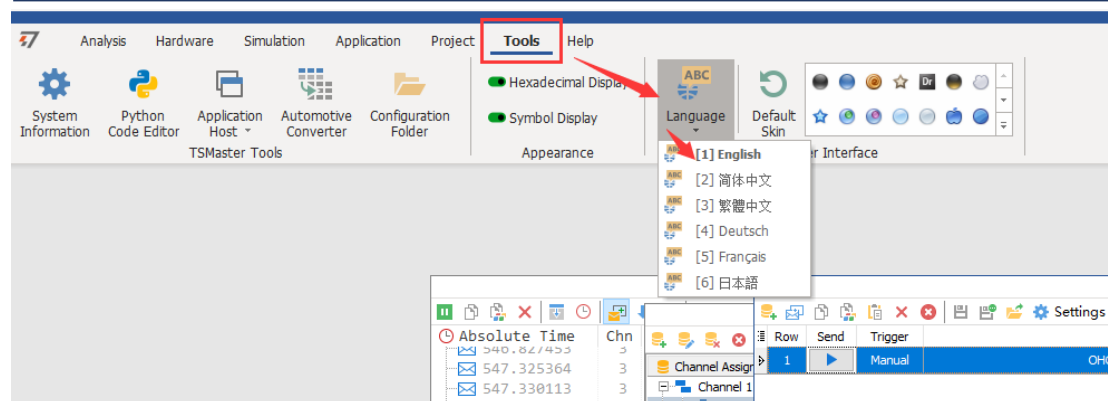 Analysis Hardware Simulation Application Project Tools Help
System Information
Python Code Editor
Application Host
Automotive Converter
Configuration Folder
TSMaster Tools
Hexadecimal Display
Symbol Display
Appearance
ABC
Language
Default Skin
Dr
[1] English
[2] 简体中文
[3] 繁體中文
[4] Deutsch
[5] Français
[6] 日本語
Interface
Settings
Absolute Time Chn
546.827453 3
547.325364 3
547.330113 3
Channel Assig
Channel 1
Row Send Trigger
1 Manual